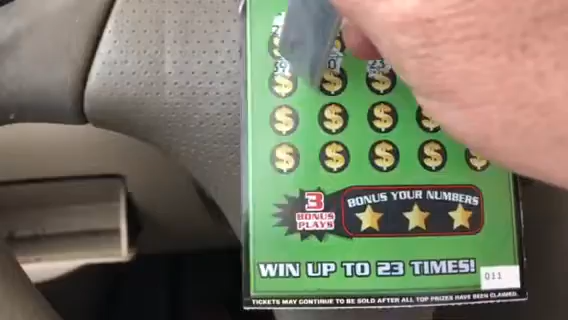 23
3 BONUS PLAYS
BONUS YOUR NUMBERS
WIN UP TO 23 TIMES!
011
TICKETS MAY CONTINUE TO BE SOLD AFTER ALL TOP PRIZES HAVE BEEN CLAIMED.